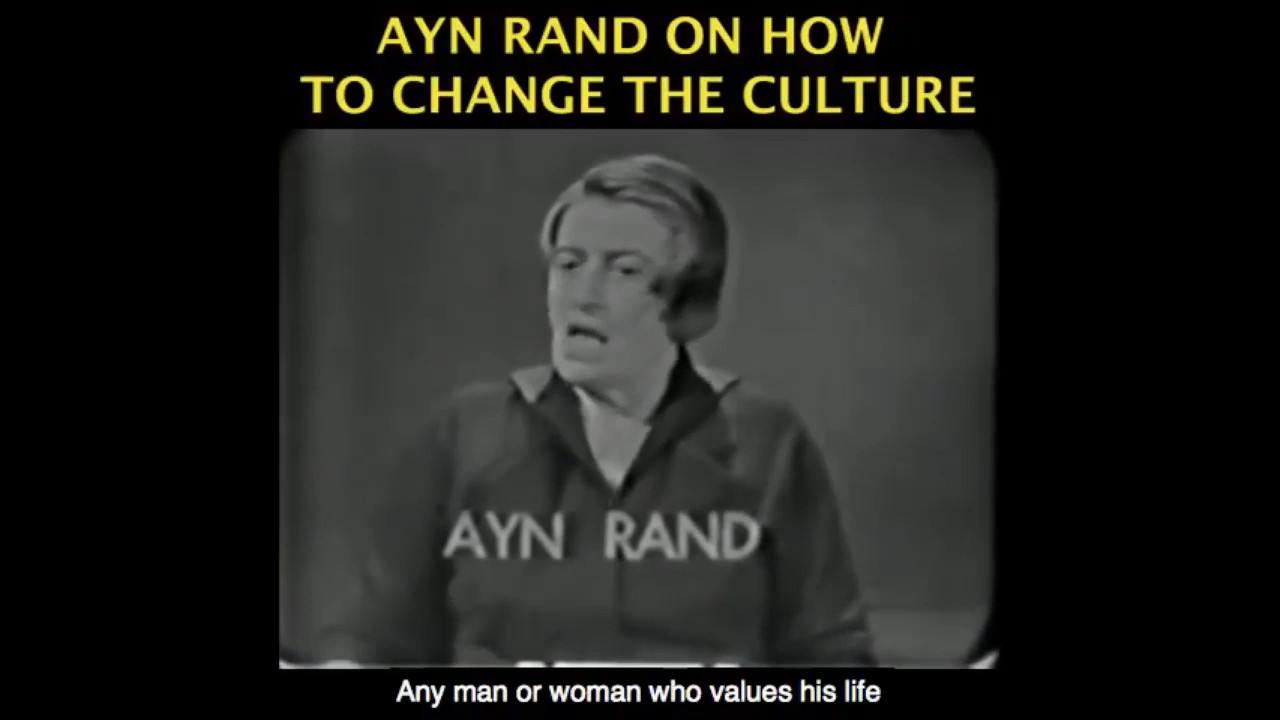 AYN RAND ON HOW
TO CHANGE THE CULTURE
AYN RAND
Any man or woman who values his life